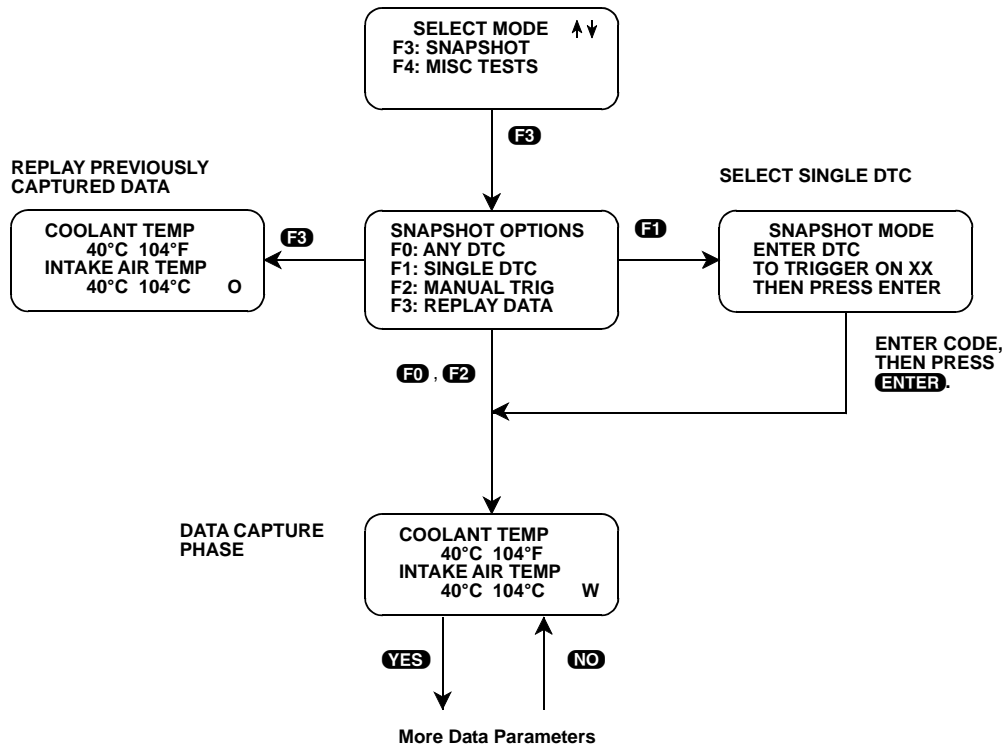 SELECT MODE
F3: SNAPSHOT
F4: MISC TESTS
F3
REPLAY PREVIOUSLY
CAPTURED DATA
COOLANT TEMP
40°C 104°F
INTAKE AIR TEMP
40°C 104°C O
F3
SNAPSHOT OPTIONS
F0: ANY DTC
F1: SINGLE DTC
F2: MANUAL TRIG
F3: REPLAY DATA
F1
SELECT SINGLE DTC
SNAPSHOT MODE
ENTER DTC
TO TRIGGER ON XX
THEN PRESS ENTER
F0 , F2
ENTER CODE,
THEN PRESS
ENTER.
DATA CAPTURE
PHASE
COOLANT TEMP
40°C 104°F
INTAKE AIR TEMP
40°C 104°C W
YES
NO
More Data Parameters